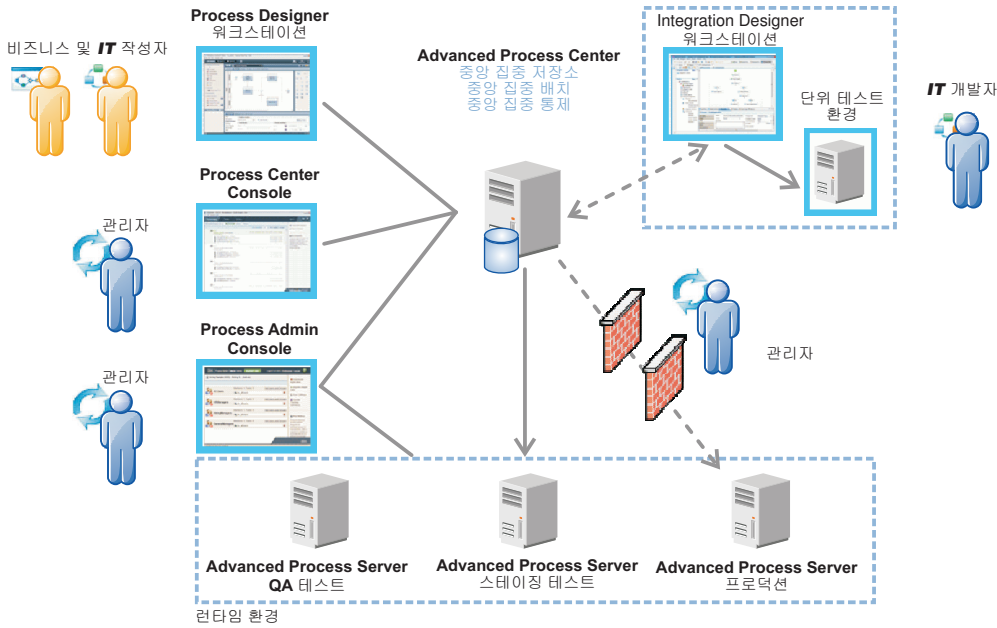 비즈니스 및 IT 작성자
Process Designer
워크스테이션
Advanced Process Center
중앙 집중 저장소
중앙 집중 배치
중앙 집중 통제
Integration Designer
워크스테이션
단위 테스트
환경
IT 개발자
관리자
Process Center
Console
관리자
Process Admin
Console
관리자
Advanced Process Server
QA 테스트
Advanced Process Server
스테이징 테스트
Advanced Process Server
프로덕션
런타임 환경